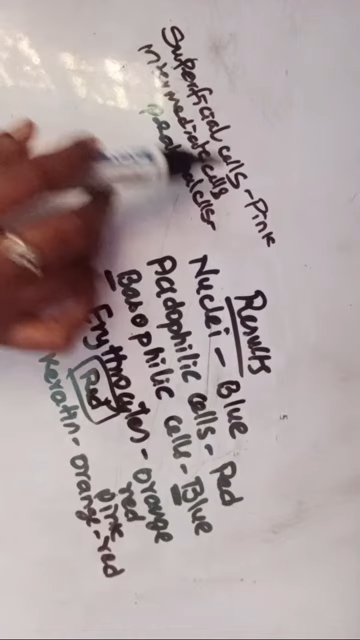 Results
Nuclei - Blue
Acidophilic cells - Red
Basophilic cells - Blue
Erythrocytes - orange
red
Red pink
Keratin - orange-red
Superficial cells - Pink
Intermediate cells